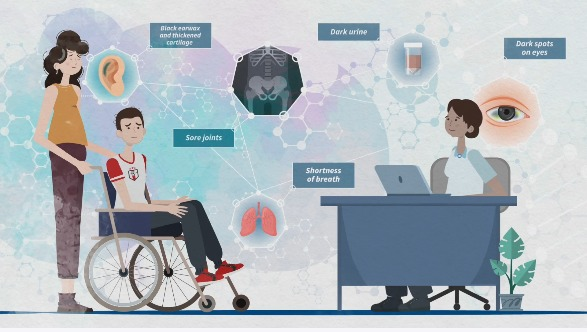 Black earwax
and thickened
cartilage
Dark urine
Dark spots
on eyes
Sore joints
Shortness
of breath